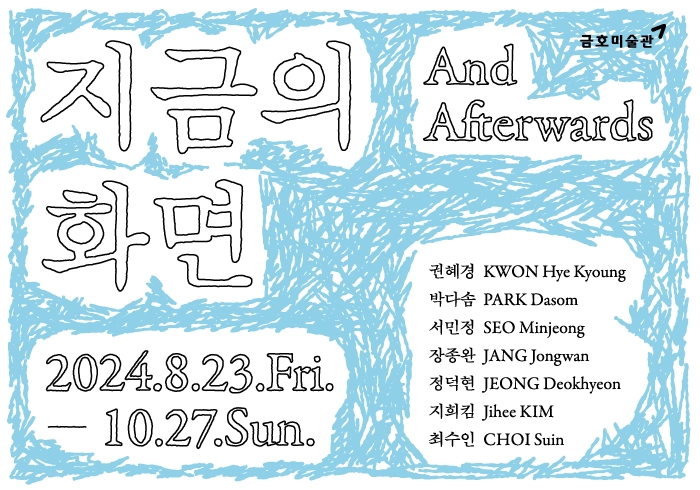 금호미술관
지금의
화면
And
Afterwards
2024.8.23.Fri.
— 10.27.Sun.
권혜경 KWON Hye Kyoung
박다솜 PARK Dasom
서민정 SEO Minjeong
장종완 JANG Jongwan
정덕현 JEONG Deokhyeon
지희킴 Jihee KIM
최수인 CHOI Suin